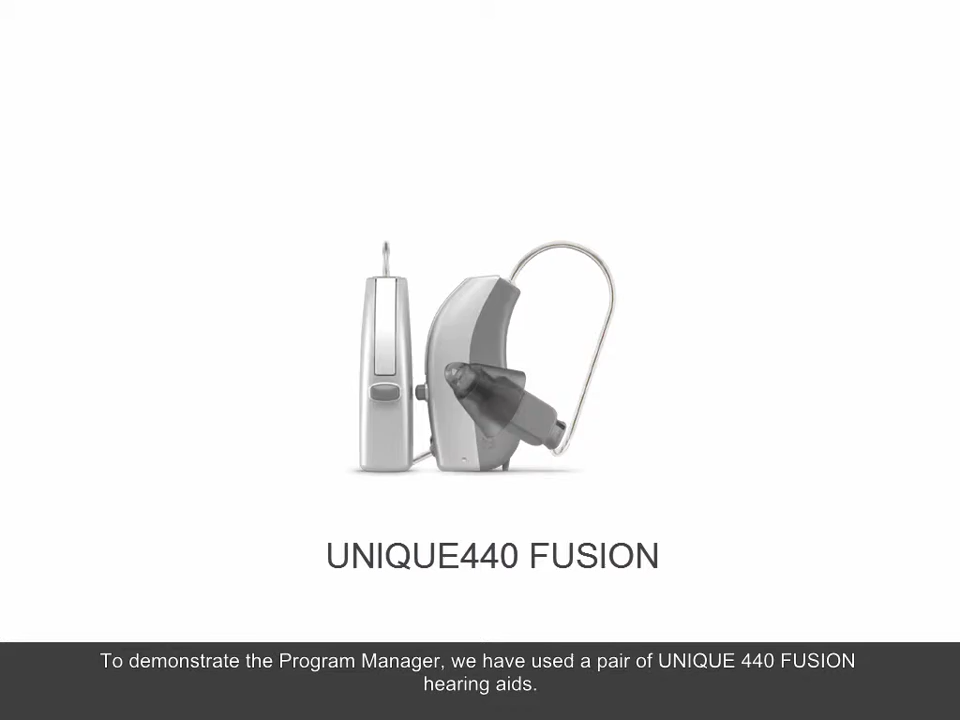 UNIQUE440 FUSION
To demonstrate the Program Manager, we have used a pair of UNIQUE 440 FUSION
hearing aids.